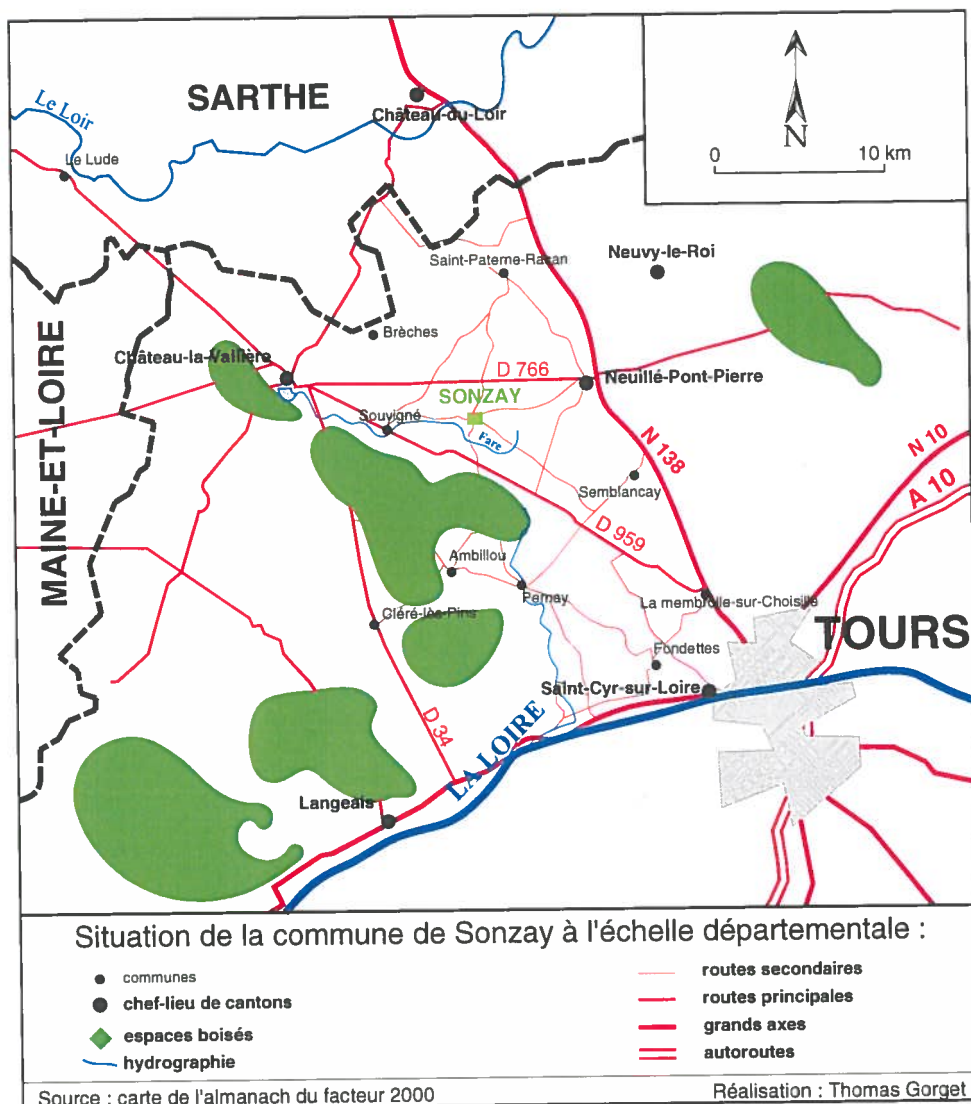 SARTHE
Le Loir
Château-du-Loir
N
0 10 km
Le Lude
Saint-Paterne-Racan
Neuvy-le-Roi
MAINE-ET-LOIRE
Brèches
Château-la-Vallière
D 766
Neuillé-Pont-Pierre
SONZAY
Souvigné
Fare
N 138
N 10
A 10
Semblancay
D 959
Ambillou
Pernay
La membrolle-sur-Choisille
Cléré-lès-Pins
TOURS
Fondettes
Saint-Cyr-sur-Loire
D 34
LA LOIRE
Langeais
Situation de la commune de Sonzay à l'échelle départementale :
communes
chef-lieu de cantons
espaces boisés
hydrographie
routes secondaires
routes principales
grands axes
autoroutes
Source : carte de l'almanach du facteur 2000
Réalisation : Thomas Gorget